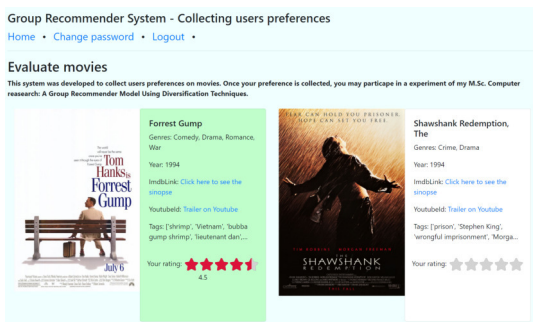 Group Recommender System - Collecting users preferences
Home • Change password • Logout •
Evaluate movies
This system was developed to collect users preferences on movies. Once your preference is collected, you may particape in a experiment of my M.Sc. Computer
reasearch: A Group Recommender Model Using Diversification Techniques.
Tom
Hanks is
Forrest
Gump
July 6
Forrest Gump
Genres: Comedy, Drama, Romance,
War
Year: 1994
ImdbLink: Click here to see the
sinopse
YoutubeId: Trailer on Youtube
Tags: ['shrimp', 'Vietnam', 'bubba
gump shrimp', 'lieutenant dan',...
Your rating:
4.5
FEAR CAN HOLD YOU PRISONER.
HOPE CAN SET YOU FREE.
TIM ROBBINS MORGAN FREEMAN
THE
SHAWSHANK
REDEMPTION
Shawshank Redemption,
The
Genres: Crime, Drama
Year: 1994
ImdbLink: Click here to see the
sinopse
YoutubeId: Trailer on Youtube
Tags: ['prison', 'Stephen King',
'wrongful imprisonment', 'Morga...
Your rating: